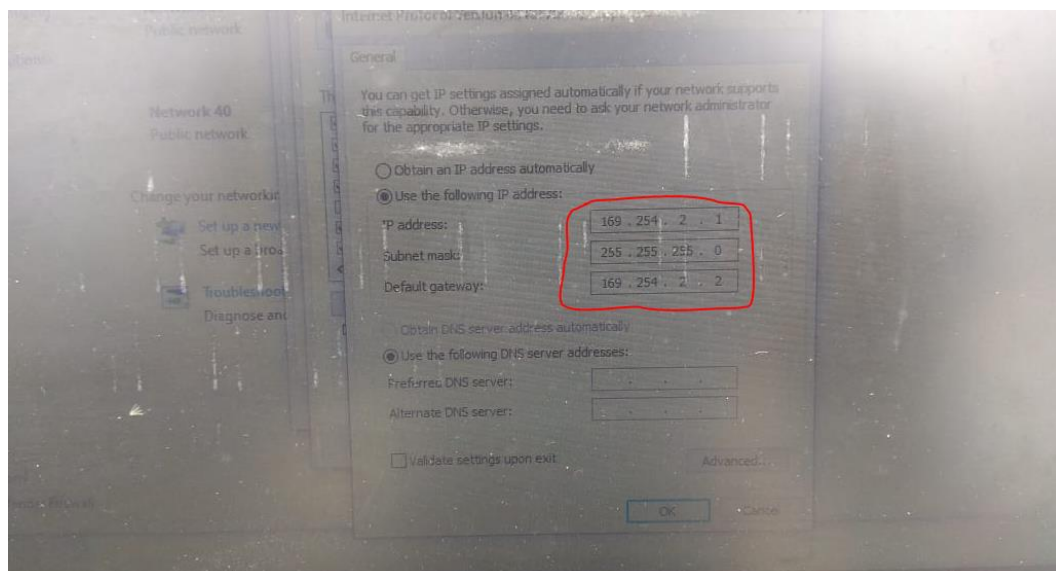 Public network
Network 40
Public network
Change your networkin
Set up a new
Set up a broa
Troubleshoot
Diagnose and
General
You can get IP settings assigned automatically if your network supports
this capability. Otherwise, you need to ask your network administrator
for the appropriate IP settings.
Obtain an IP address automatically
Use the following IP address:
IP address:
169 . 254 . 2 . 1
Subnet mask:
255 . 255 . 255 . 0
Default gateway:
169 . 254 . 2 . 2
Obtain DNS server address automatically
Use the following DNS server addresses:
Preferred DNS server:
Alternate DNS server:
Validate settings upon exit
Advanced...
OK
Cancel